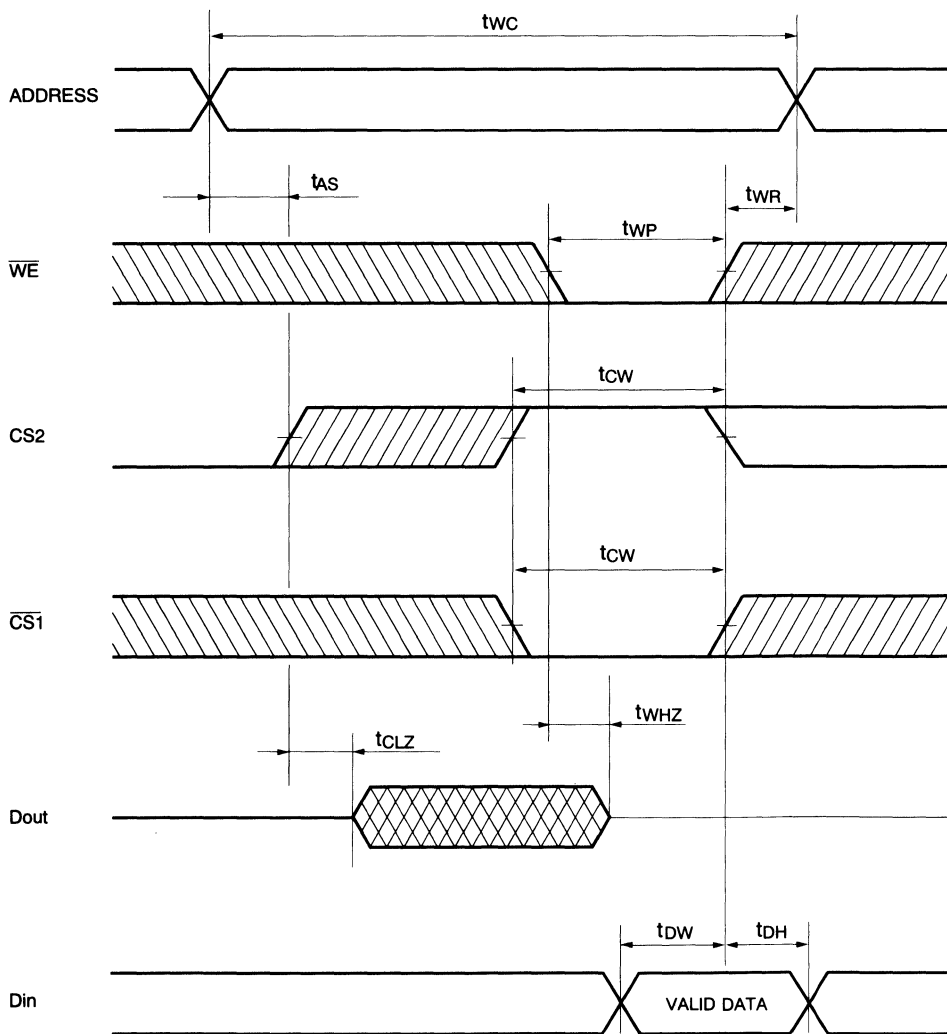 tWC
ADDRESS
tAS
tWR
tWP
WE
tCW
CS2
tCW
CS1
tWHZ
tCLZ
Dout
tDW
tDH
Din
VALID DATA